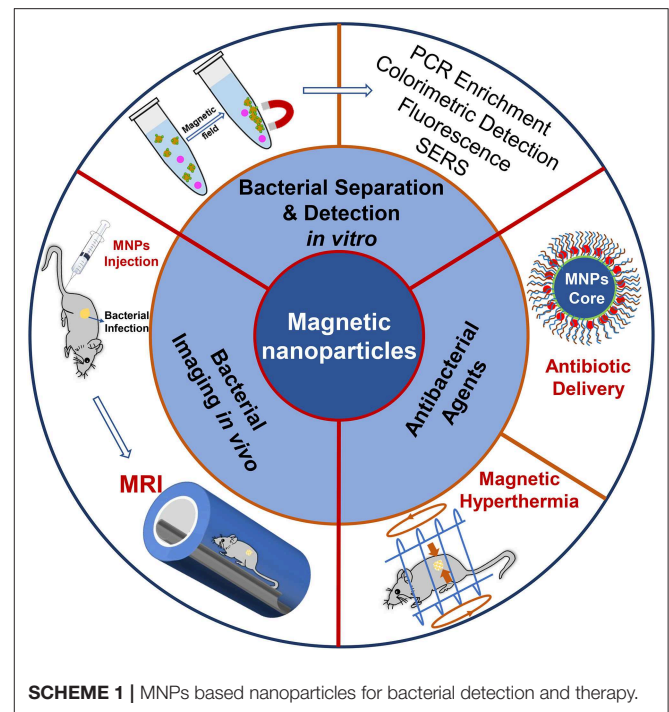 PCR Enrichment
Colorimetric Detection
Fluorescence
SERS
Magnetic
field
Bacterial Separation
& Detection
in vitro
MNPs
Injection
Bacterial
Infection
MNPs
Core
Magnetic
nanoparticles
Bacterial
Imaging in vivo
Antibacterial
Agents
Antibiotic
Delivery
MRI
Magnetic
Hyperthermia
SCHEME 1 | MNPs based nanoparticles for bacterial detection and therapy.